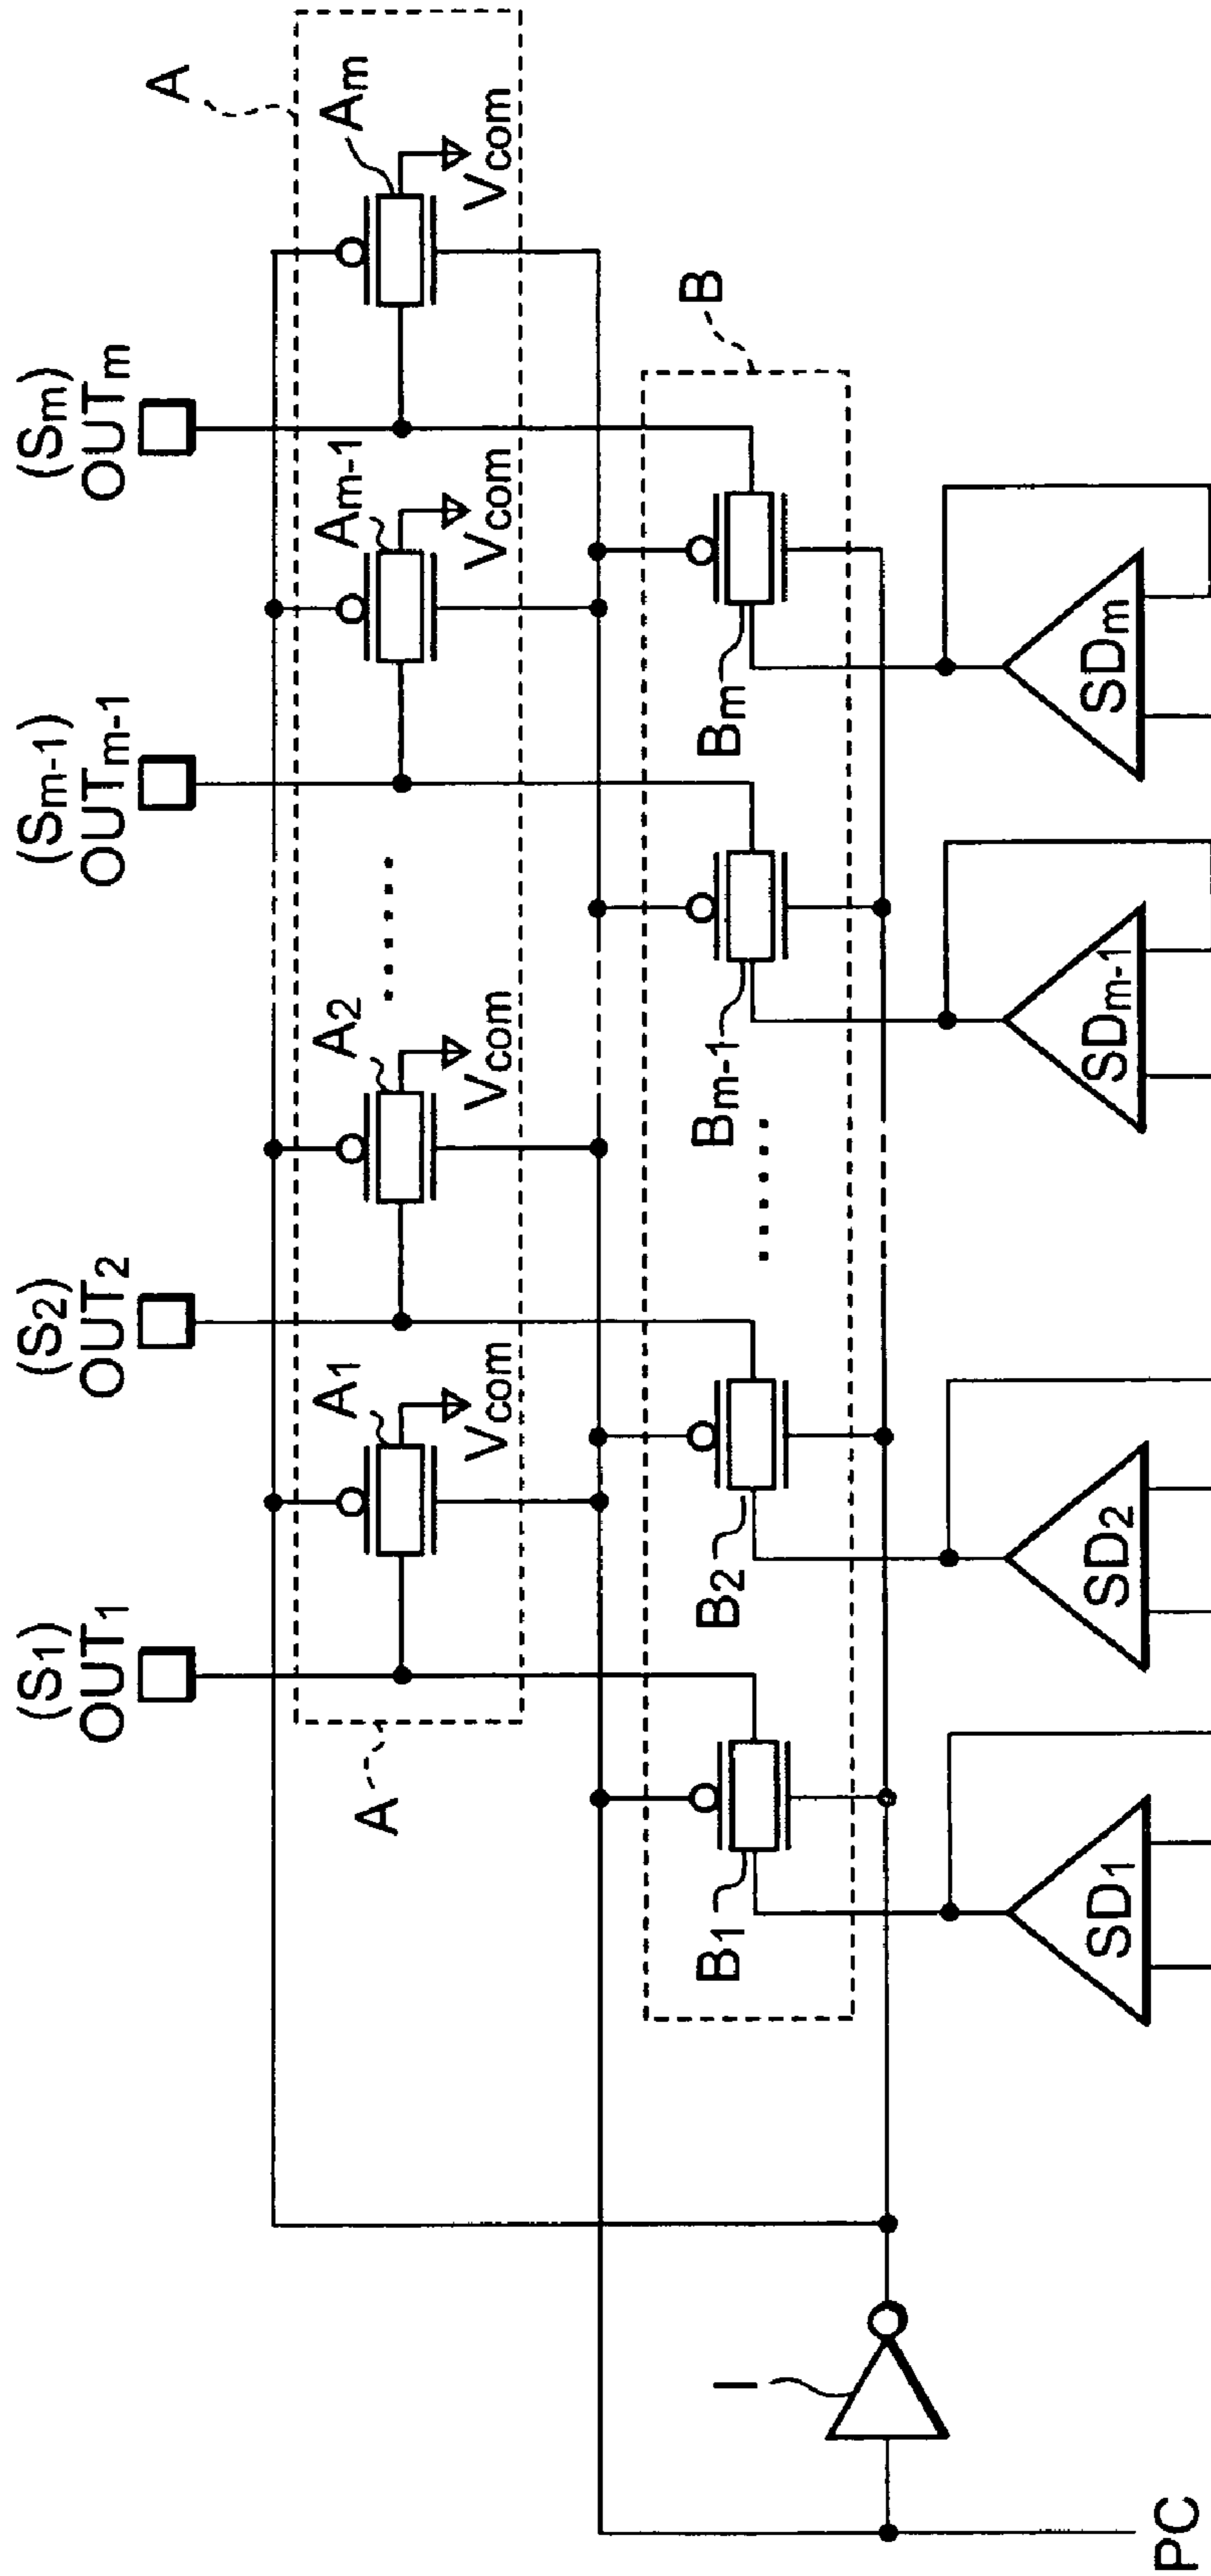 (S1) (S2) (Sm-1) (Sm)
OUT1 OUT2 OUTm-1 OUTm
A
A1 A2 Am-1 Am
A
Vcom Vcom Vcom Vcom
B
B1 B2 Bm-1 Bm
I
SD1 SD2 SDm-1 SDm
PC